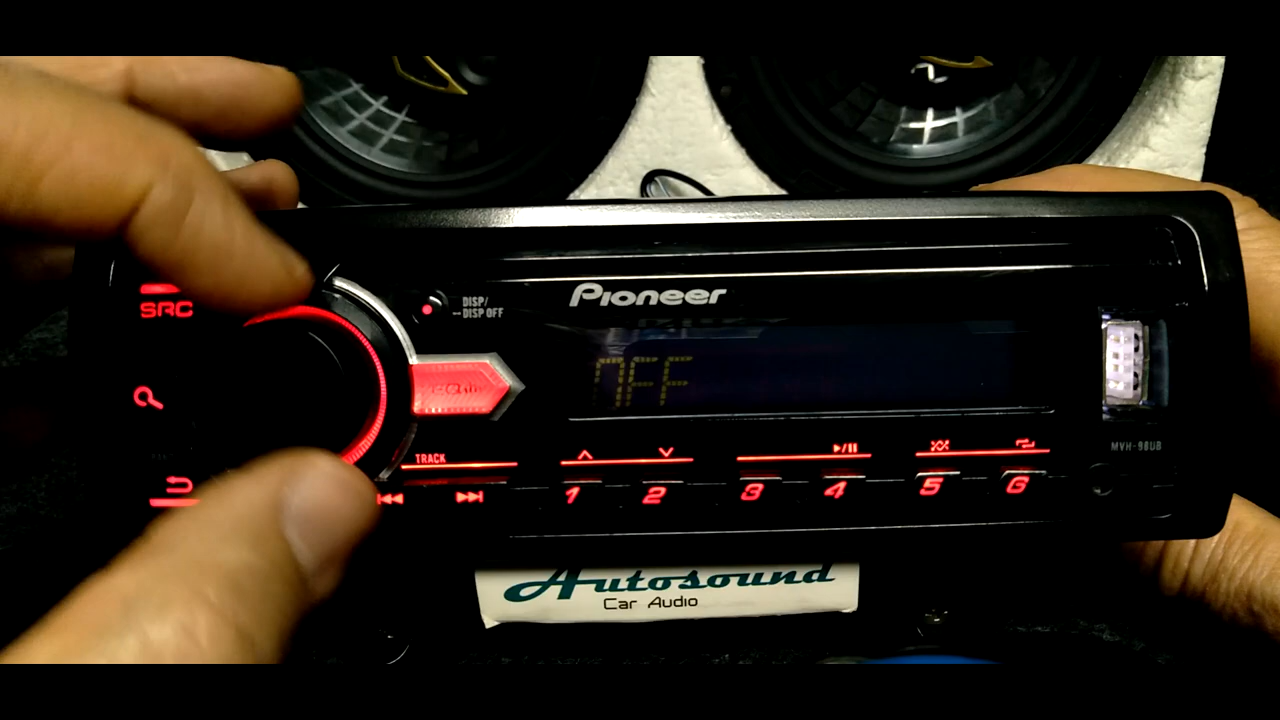 Pioneer
DISP/
DISP OFF
SRC
OFF
MVH-98UB
TRACK
1 2 3 4 5 6
Autosound
Car Audio